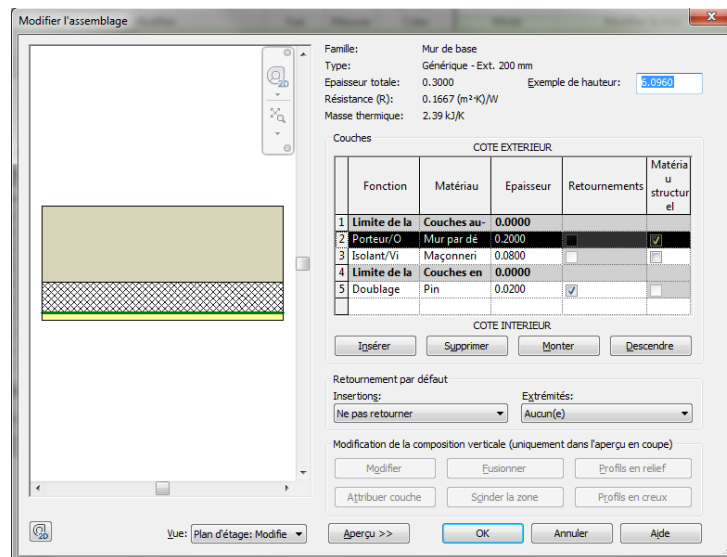 Modifier l'assemblage
2D
Famille: Mur de base
Type: Générique - Ext. 200 mm
Epaisseur totale: 0.3000 Exemple de hauteur: 6.0960
Résistance (R): 0.1667 (m²·K)/W
Masse thermique: 2.39 kJ/K
Couches
COTE EXTERIEUR
Fonction Matériau Epaisseur Retournements Matéria
u
structur
el
1 Limite de la Couches au- 0.0000
2 Porteur/O Mur par dé 0.2000
3 Isolant/Vi Maçonneri 0.0800
4 Limite de la Couches en 0.0000
5 Doublage Pin 0.0200
COTE INTERIEUR
Insérer Supprimer Monter Descendre
Retournement par défaut
Insertions: Extrémités:
Ne pas retourner Aucun(e)
Modification de la composition verticale (uniquement dans l'aperçu en coupe)
Modifier Fusionner Profils en relief
Attribuer couche Scinder la zone Profils en creux
2D Vue: Plan d'étage: Modifie Aperçu >> OK Annuler Aide